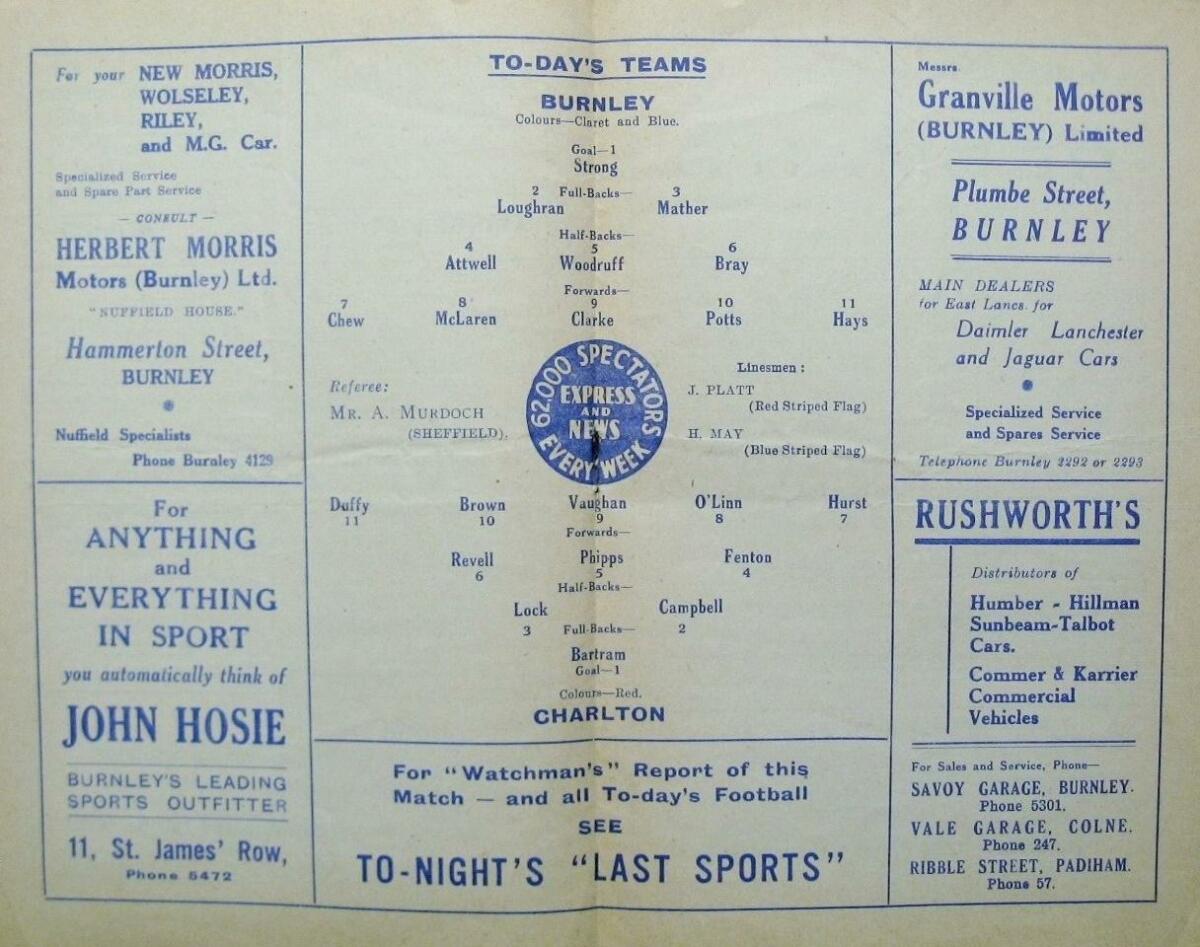 For your NEW MORRIS,
WOLSELEY,
RILEY,
and M.G. Car.
Specialized Service
and Spare Part Service
— CONSULT —
HERBERT MORRIS
Motors (Burnley) Ltd.
"NUFFIELD HOUSE."
Hammerton Street,
BURNLEY
Nuffield Specialists
Phone Burnley 4129
For
ANYTHING
and
EVERYTHING
IN SPORT
you automatically think of
JOHN HOSIE
BURNLEY'S LEADING
SPORTS OUTFITTER
11, St. James' Row,
Phone 5472
TO-DAY'S TEAMS
BURNLEY
Colours—Claret and Blue.
Goal—1
Strong
2 Full-Backs— 3
Loughran Mather
Half-Backs—
4 5 6
Attwell Woodruff Bray
Forwards—
7 8 9 10 11
Chew McLaren Clarke Potts Hays
Referee:
MR. A. MURDOCH
(SHEFFIELD).
62,000 SPECTATORS
EXPRESS
AND
NEWS
EVERY WEEK
Linesmen:
J. PLATT
(Red Striped Flag)
H. MAY
(Blue Striped Flag)
Duffy Brown Vaughan O'Linn Hurst
11 10 9 8 7
Forwards—
Revell Phipps Fenton
6 5 4
Half-Backs—
Lock Campbell
3 Full-Backs— 2
Bartram
Goal—1
Colours—Red.
CHARLTON
For "Watchman's" Report of this
Match — and all To-day's Football
SEE
TO-NIGHT'S "LAST SPORTS"
Messrs.
Granville Motors
(BURNLEY) Limited
Plumbe Street,
BURNLEY
MAIN DEALERS
for East Lancs. for
Daimler Lanchester
and Jaguar Cars
Specialized Service
and Spares Service
Telephone Burnley 2292 or 2293
RUSHWORTH'S
Distributors of
Humber - Hillman
Sunbeam-Talbot
Cars.
Commer & Karrier
Commercial
Vehicles
For Sales and Service, Phone—
SAVOY GARAGE, BURNLEY.
Phone 5301.
VALE GARAGE, COLNE.
Phone 247.
RIBBLE STREET, PADIHAM.
Phone 57.